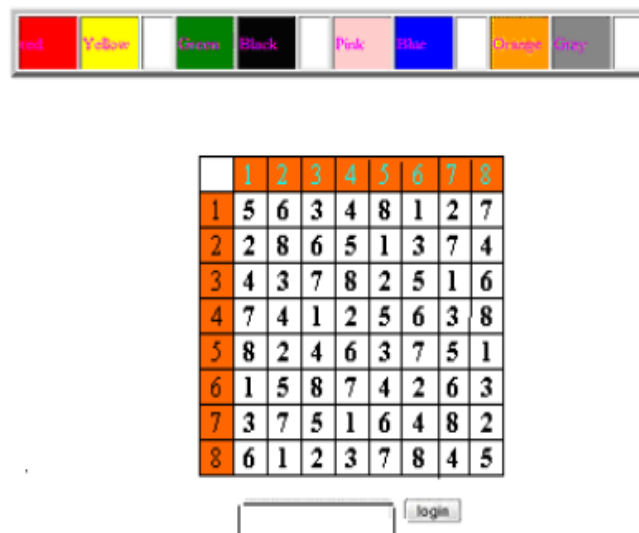 red Yellow Green Black Pink Blue Orange Gray
1 2 3 4 5 6 7 8
1 5 6 3 4 8 1 2 7
2 2 8 6 5 1 3 7 4
3 4 3 7 8 2 5 1 6
4 7 4 1 2 5 6 3 8
5 8 2 4 6 3 7 5 1
6 1 5 8 7 4 2 6 3
7 3 7 5 1 6 4 8 2
8 6 1 2 3 7 8 4 5
login